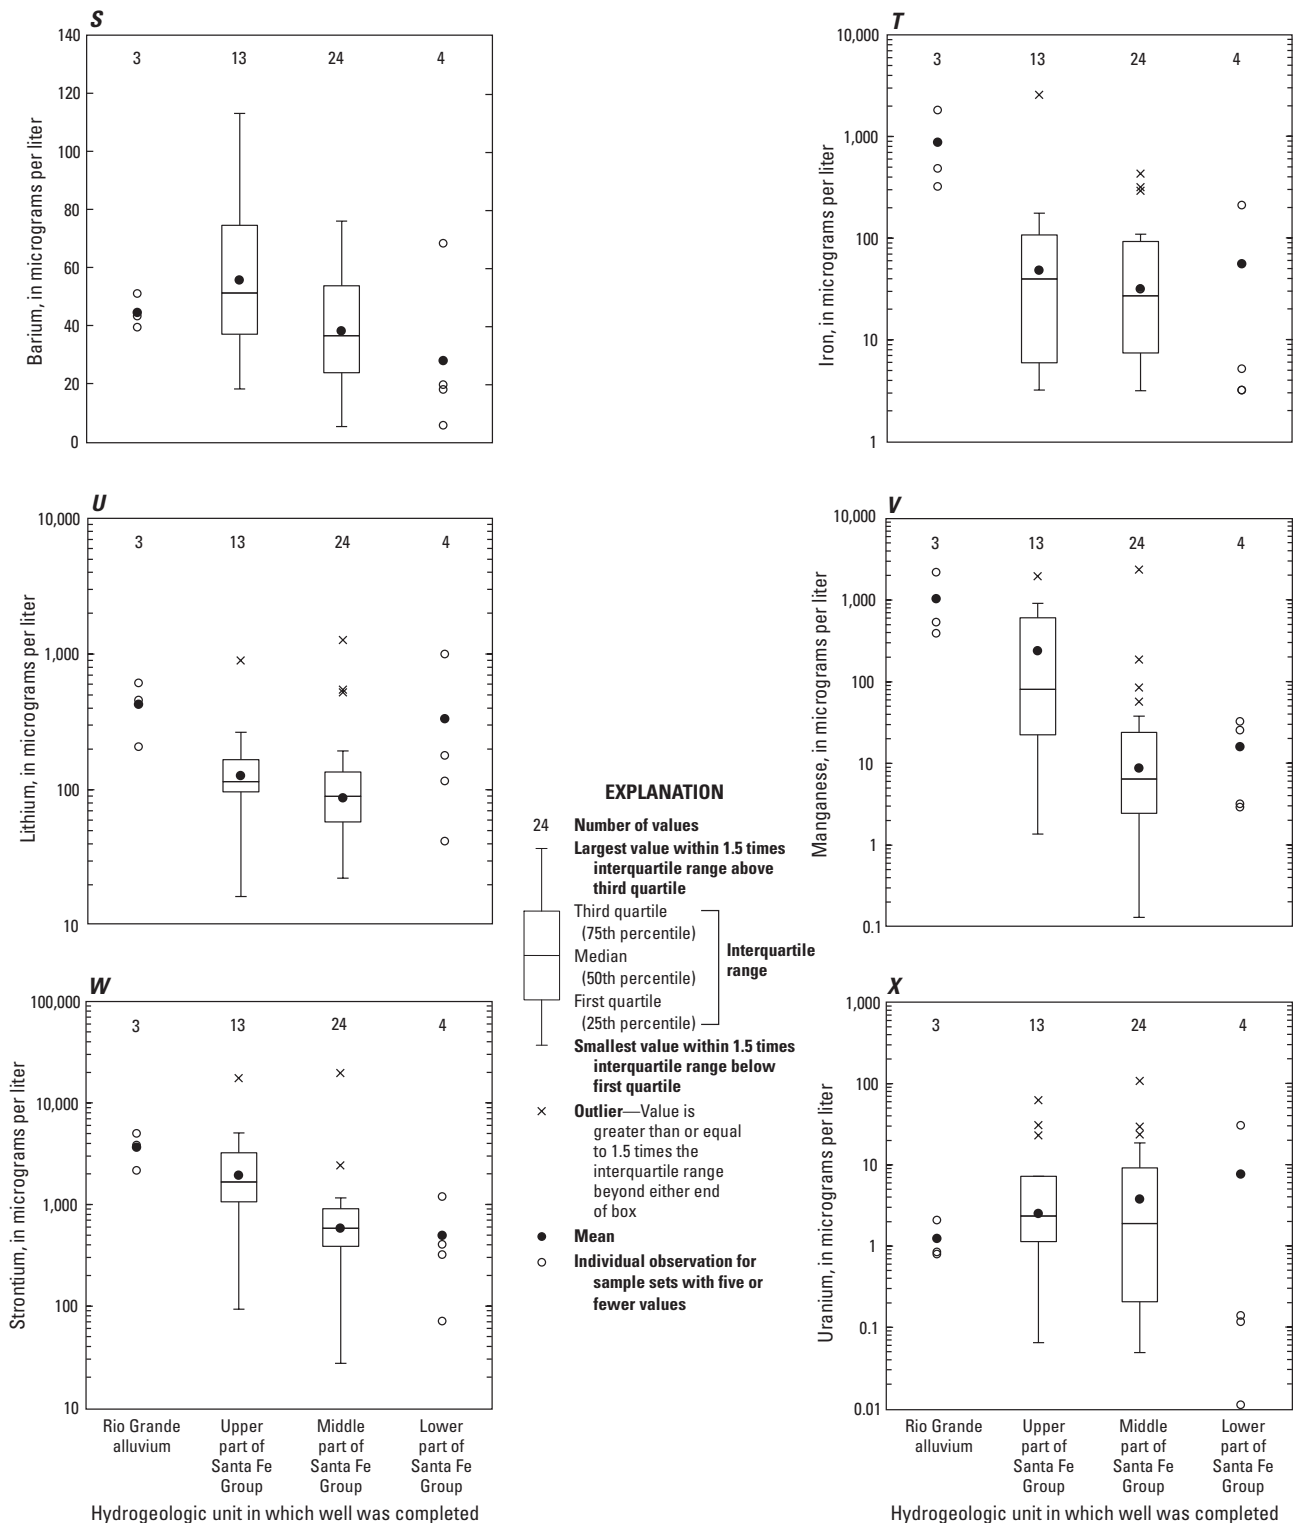 S
140
120
100
80
60
40
20
0
3 13 24 4
Barium, in micrograms per liter
T
10,000
1,000
100
10
1
3 13 24 4
Iron, in micrograms per liter
U
10,000
1,000
100
10
3 13 24 4
Lithium, in micrograms per liter
V
10,000
1,000
100
10
1
0.1
3 13 24 4
Manganese, in micrograms per liter
EXPLANATION
24 Number of values
Largest value within 1.5 times
interquartile range above
third quartile
Third quartile
(75th percentile)
Median
(50th percentile)
First quartile
(25th percentile)
Interquartile
range
Smallest value within 1.5 times
interquartile range below
first quartile
Outlier—Value is
greater than or equal
to 1.5 times the
interquartile range
beyond either end
of box
Mean
Individual observation for
sample sets with five or
fewer values
W
100,000
10,000
1,000
100
10
3 13 24 4
Strontium, in micrograms per liter
Rio Grande
alluvium
Upper
part of
Santa Fe
Group
Middle
part of
Santa Fe
Group
Lower
part of
Santa Fe
Group
Hydrogeologic unit in which well was completed
X
1,000
100
10
1
0.1
0.01
3 13 24 4
Uranium, in micrograms per liter
Rio Grande
alluvium
Upper
part of
Santa Fe
Group
Middle
part of
Santa Fe
Group
Lower
part of
Santa Fe
Group
Hydrogeologic unit in which well was completed